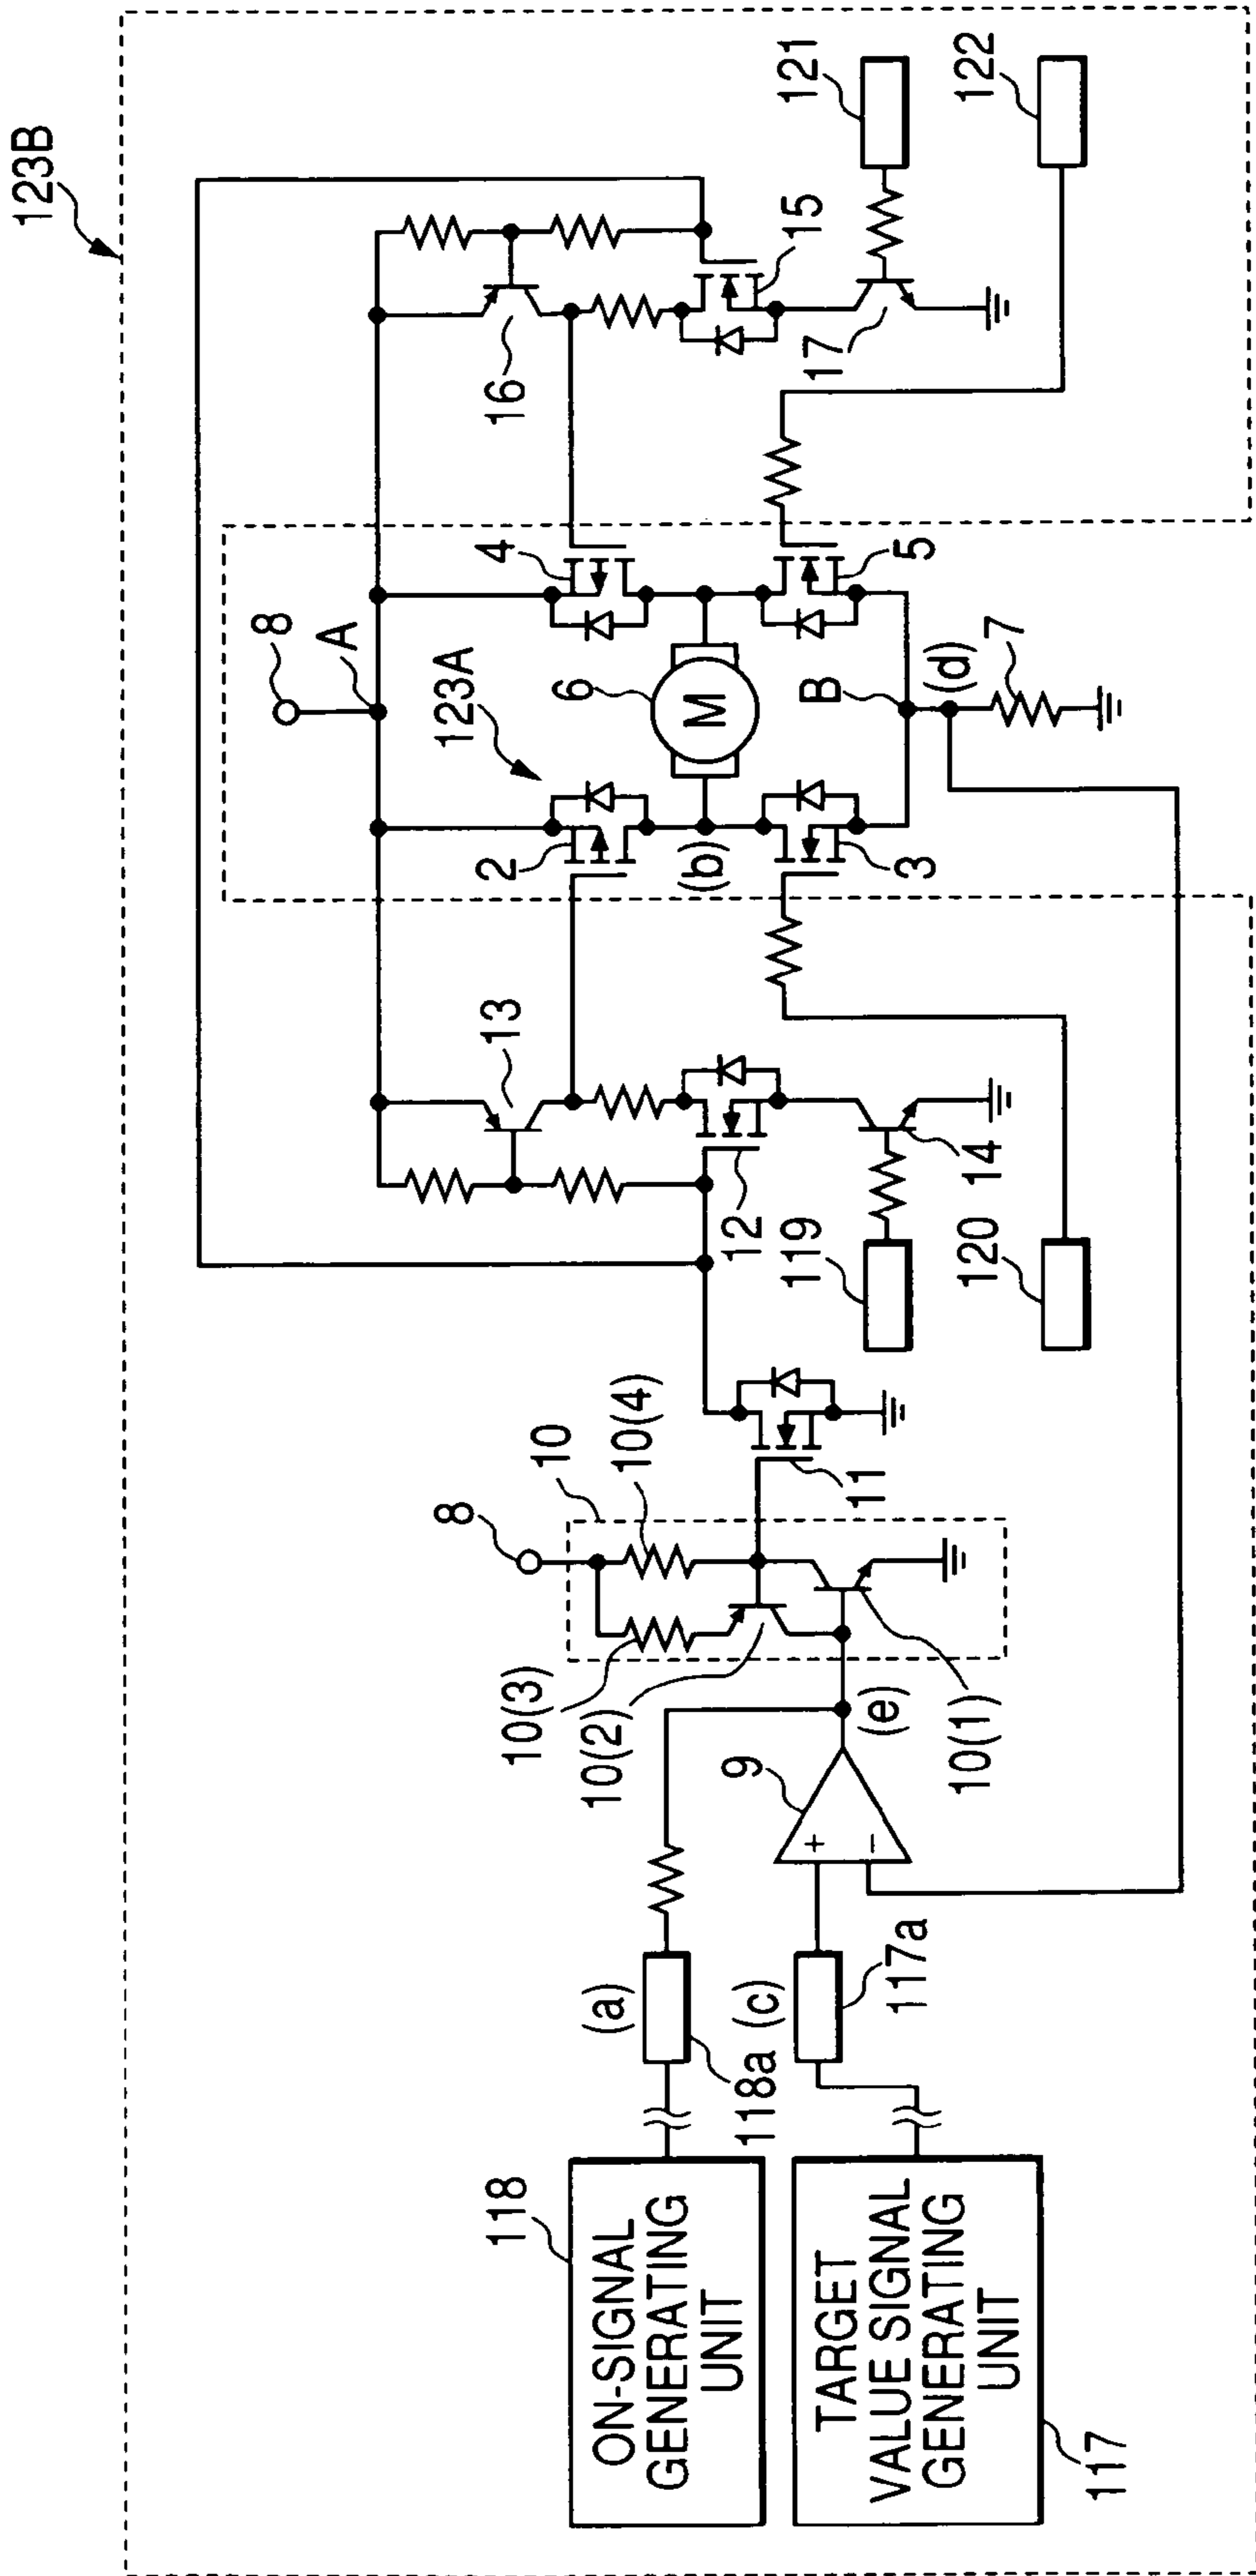 123B
8
A
123A
2
4
6
M
(b)
3
5
B
(d)
7
13
16
15
121
122
17
12
119
14
120
8
10
10(4)
10(3)
10(2)
11
(e)
10(1)
9
+
−
(a)
118a
(c)
117a
118
ON-SIGNAL
GENERATING
UNIT
TARGET
VALUE SIGNAL
GENERATING
UNIT
117